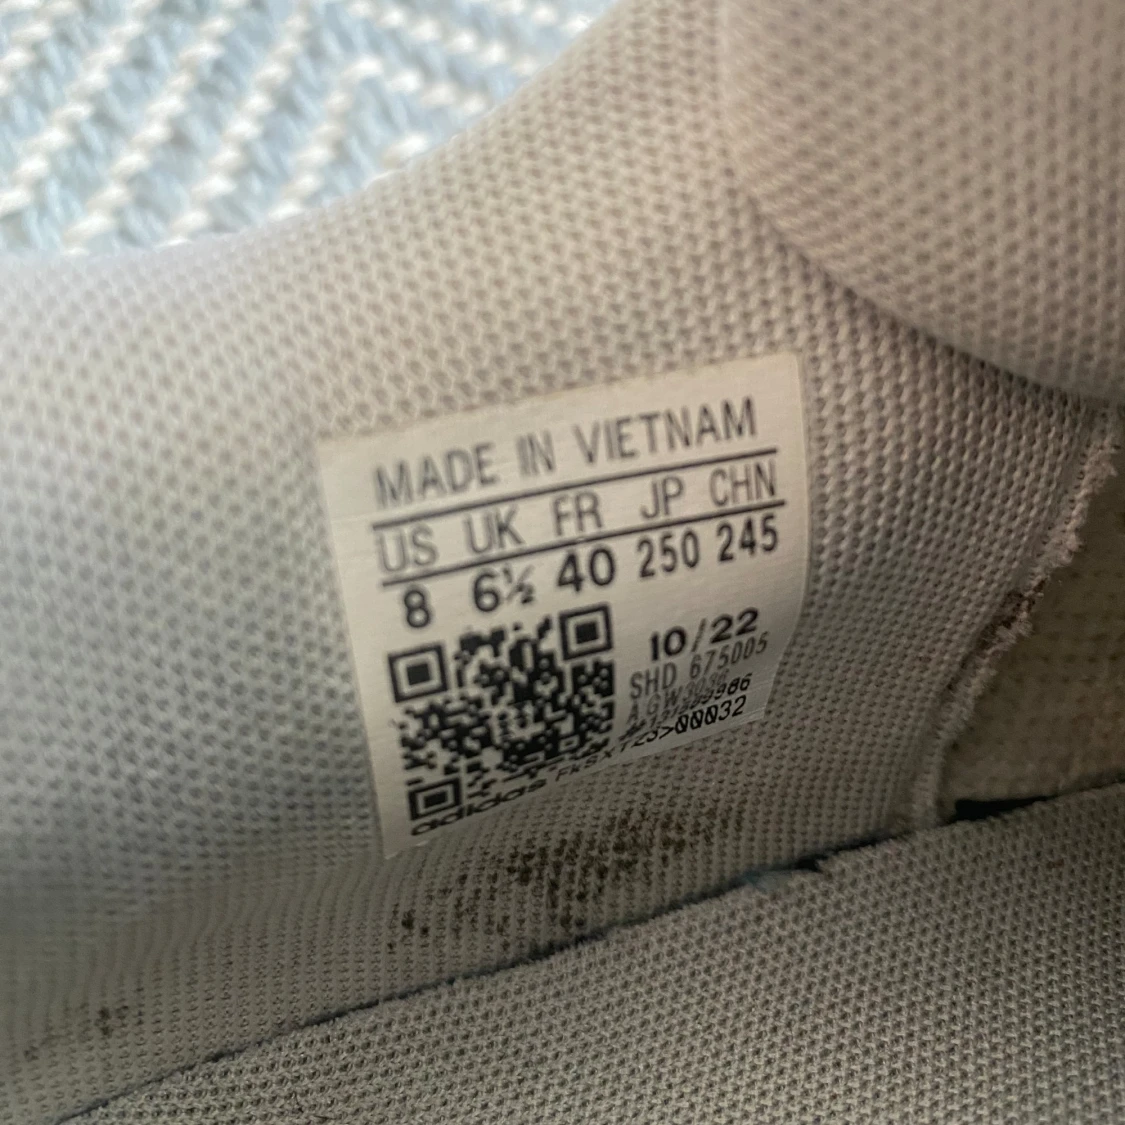 MADE IN VIETNAM
US UK FR JP CHN
8 6½ 40 250 245
10/22
SHD 675005
adidas